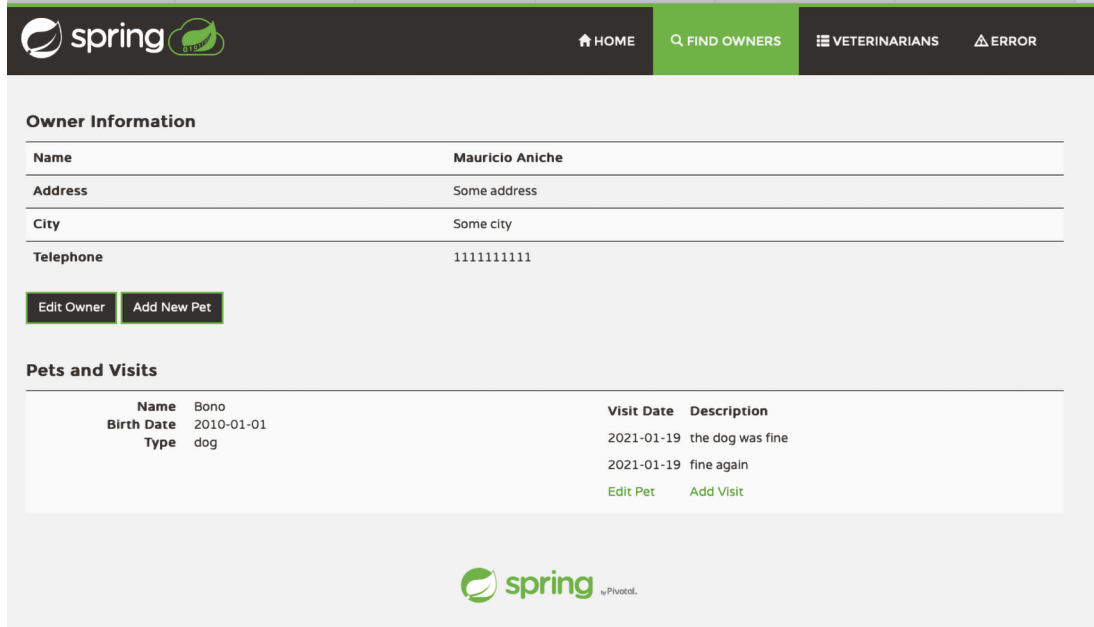 spring
HOME FIND OWNERS VETERINARIANS ERROR
Owner Information
Name Mauricio Aniche
Address Some address
City Some city
Telephone 1111111111
Edit Owner Add New Pet
Pets and Visits
Name Bono
Birth Date 2010-01-01
Type dog
Visit Date Description
2021-01-19 the dog was fine
2021-01-19 fine again
Edit Pet Add Visit
spring by Pivotal.